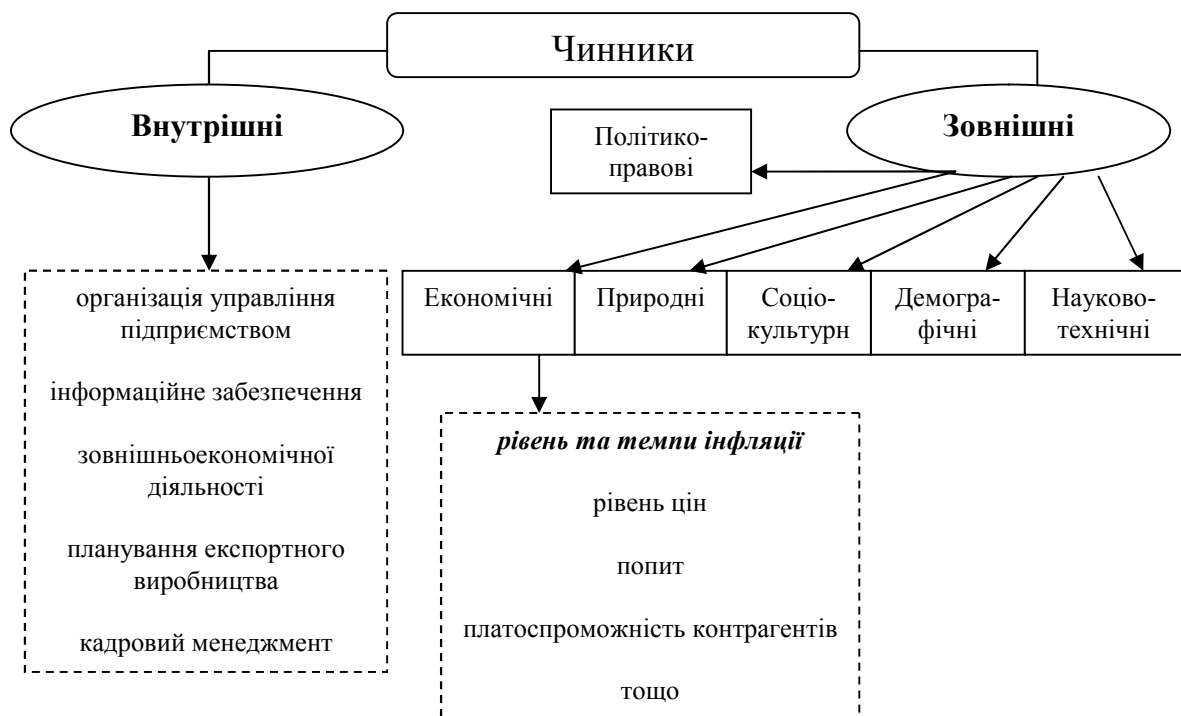 Чинники
Внутрішні
Зовнішні
Політико-
правові
організація управління
підприємством
інформаційне забезпечення
зовнішньоекономічної
діяльності
планування експортного
виробництва
кадровий менеджмент
Економічні
Природні
Соціо-
культурн
Демогра-
фічні
Науково-
технічні
рівень та темпи інфляції
рівень цін
попит
платоспроможність контрагентів
тощо